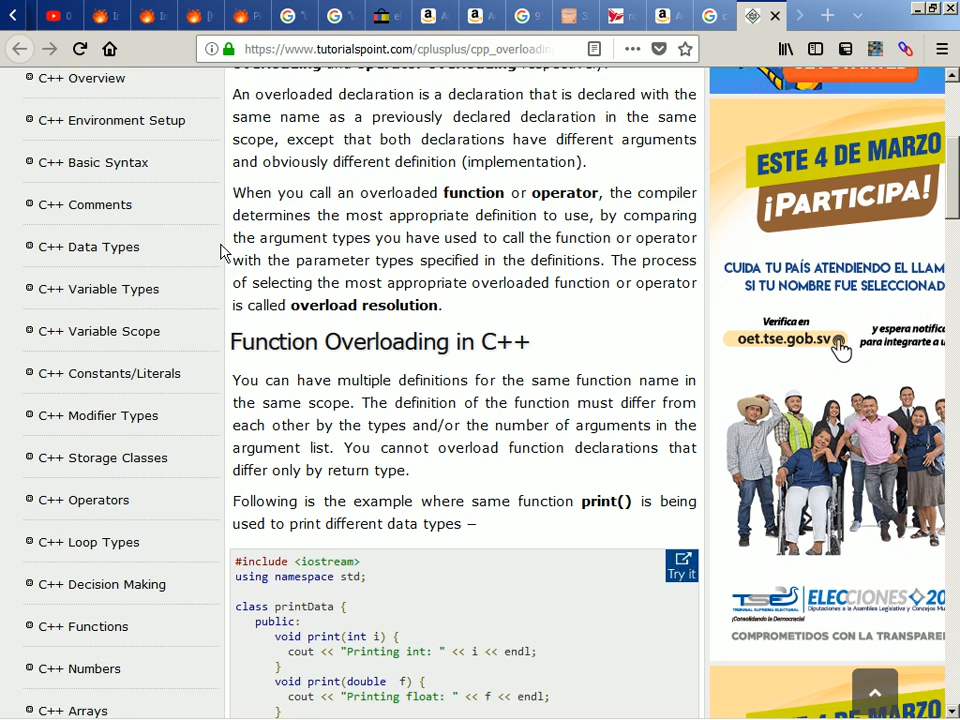 https://www.tutorialspoint.com/cplusplus/cpp_overloading
C++ Overview
C++ Environment Setup
C++ Basic Syntax
C++ Comments
C++ Data Types
C++ Variable Types
C++ Variable Scope
C++ Constants/Literals
C++ Modifier Types
C++ Storage Classes
C++ Operators
C++ Loop Types
C++ Decision Making
C++ Functions
C++ Numbers
C++ Arrays
An overloaded declaration is a declaration that is declared with the
same name as a previously declared declaration in the same
scope, except that both declarations have different arguments
and obviously different definition (implementation).
When you call an overloaded function or operator, the compiler
determines the most appropriate definition to use, by comparing
the argument types you have used to call the function or operator
with the parameter types specified in the definitions. The process
of selecting the most appropriate overloaded function or operator
is called overload resolution.
Function Overloading in C++
You can have multiple definitions for the same function name in
the same scope. The definition of the function must differ from
each other by the types and/or the number of arguments in the
argument list. You cannot overload function declarations that
differ only by return type.
Following is the example where same function print() is being
used to print different data types −
Try it
#include <iostream>
using namespace std;
class printData {
public:
void print(int i) {
cout << "Printing int: " << i << endl;
}
void print(double  f) {
cout << "Printing float: " << f << endl;
}
ESTE 4 DE MARZO
¡PARTICIPA!
CUIDA TU PAÍS ATENDIENDO EL LLAM
SI TU NOMBRE FUE SELECCIONAD
Verifica en
oet.tse.gob.sv
y espera notifica
para integrarte a u
TSE
TRIBUNAL SUPREMO ELECTORAL
¡Consolidando la Democracia!
ELECCIONES 20
Diputaciones a la Asamblea Legislativa y Concejos Mu
COMPROMETIDOS CON LA TRANSPARE
4 DE MARZO